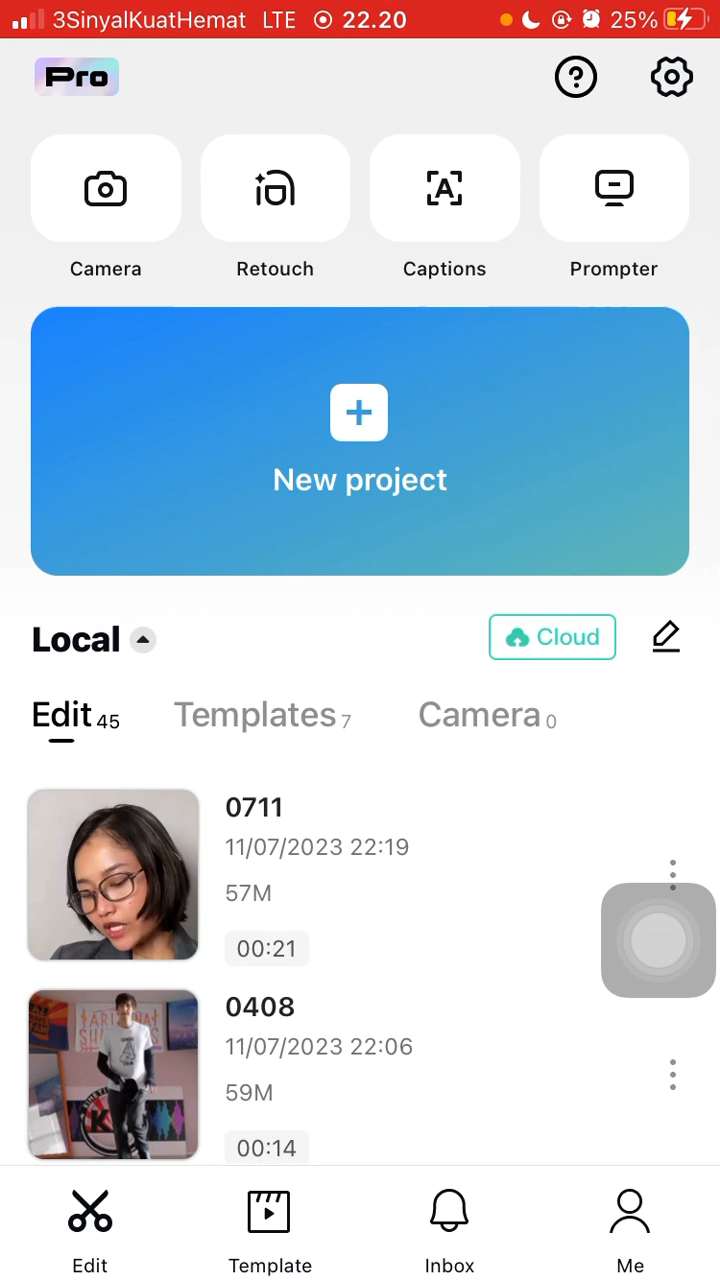 3SinyalKuatHemat LTE 22.20 25%
Pro
Camera Retouch Captions Prompter
New project
Local Cloud
Edit 45 Templates 7 Camera 0
0711
11/07/2023 22:19
57M
00:21
0408
11/07/2023 22:06
59M
00:14
Edit Template Inbox Me